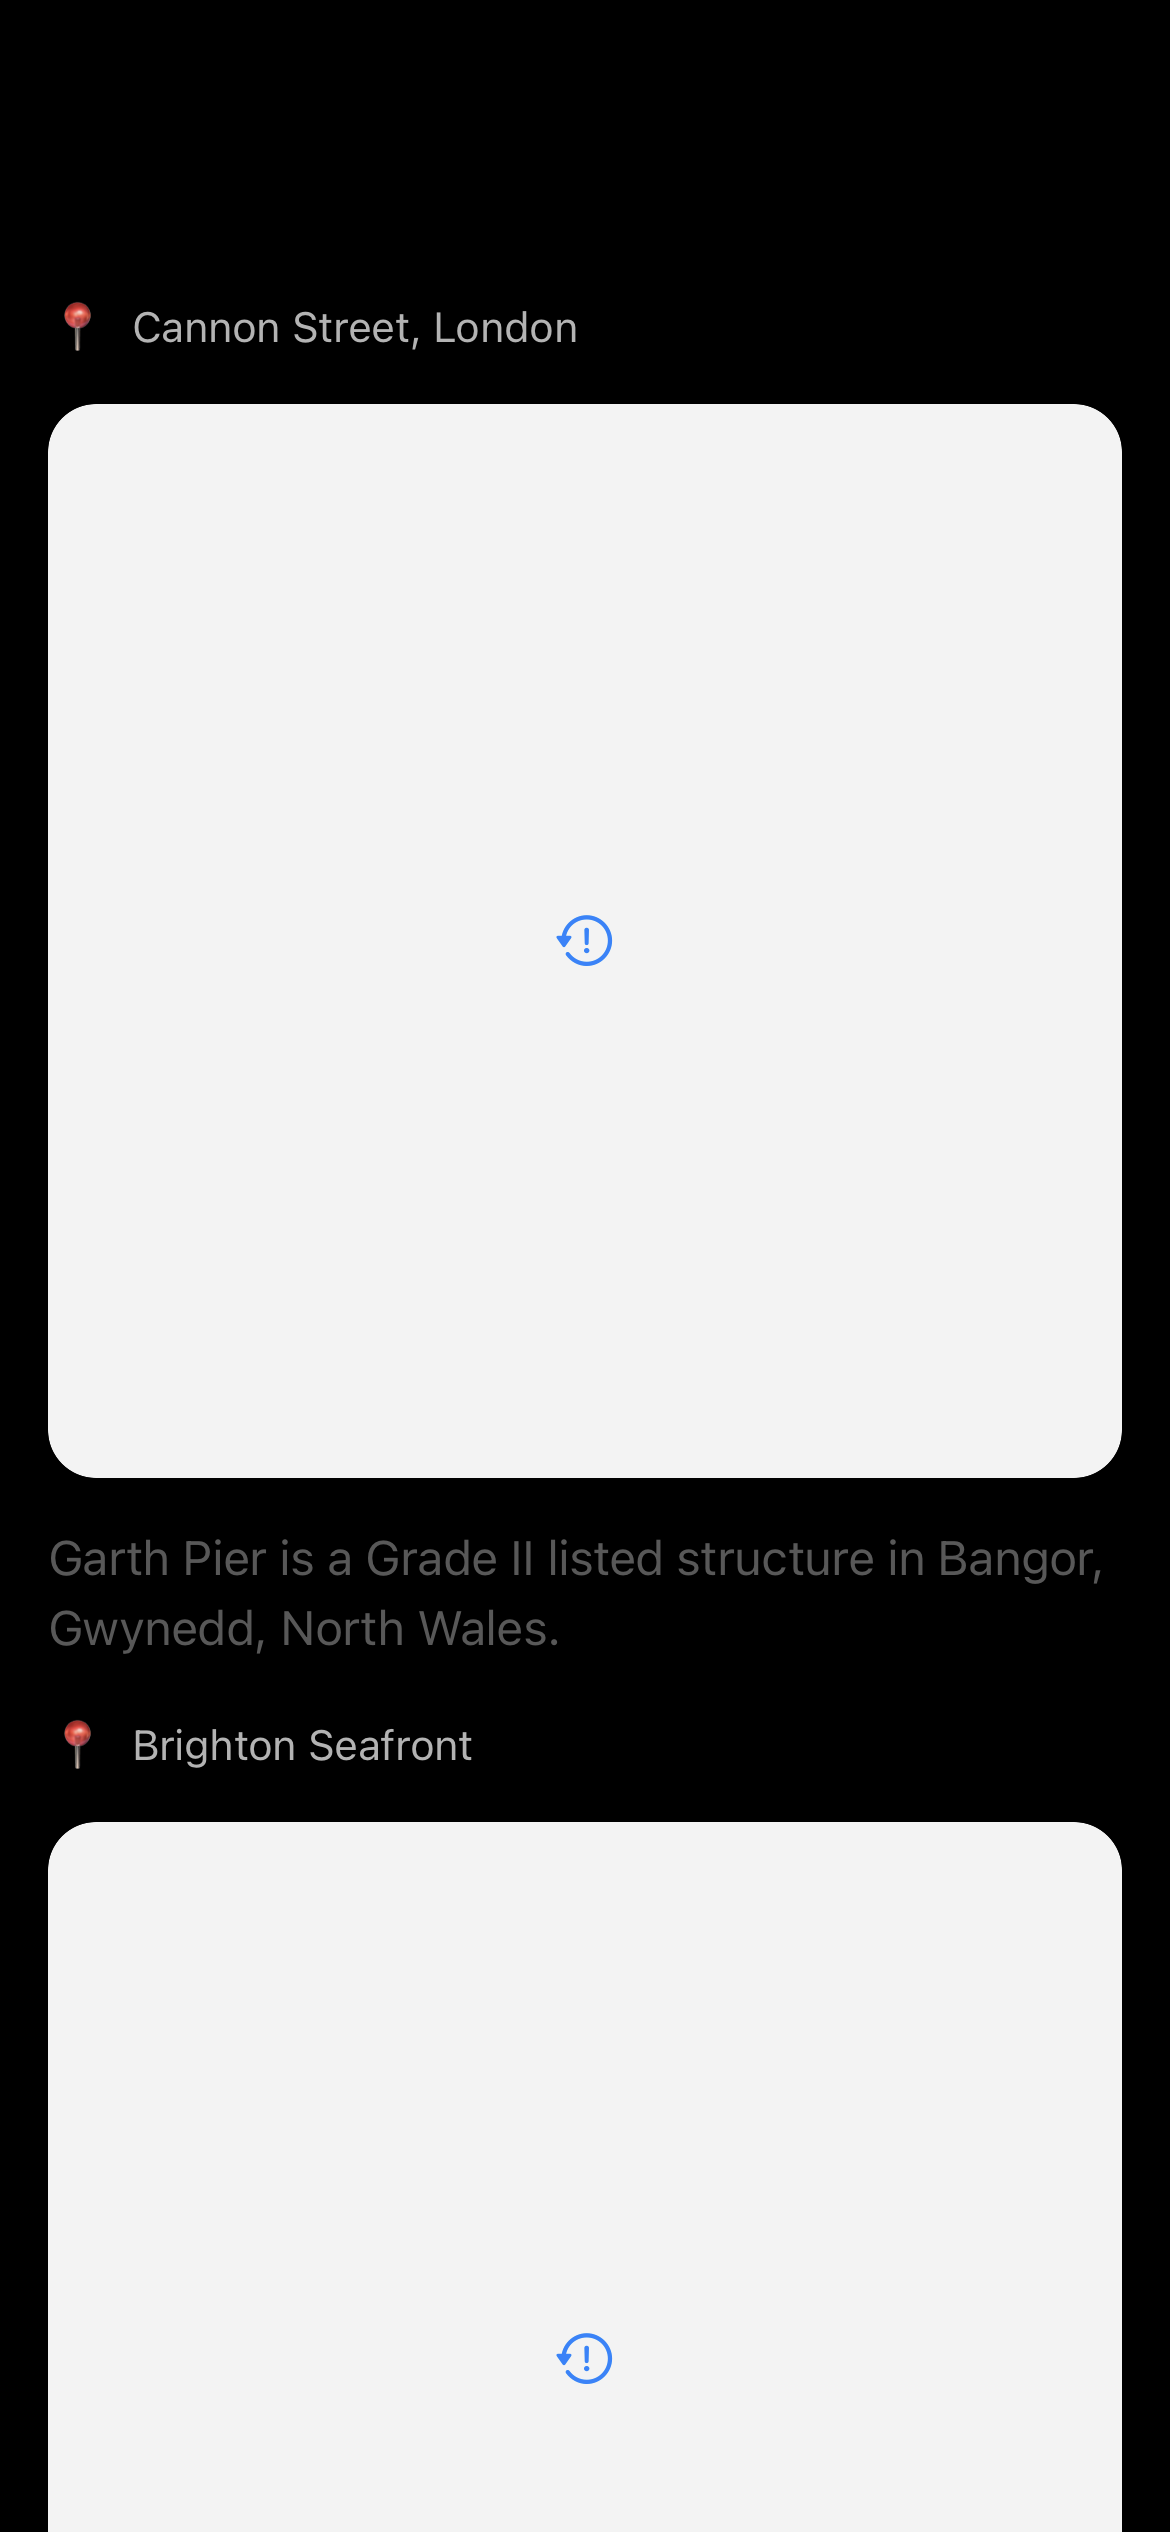 Cannon Street, London
Garth Pier is a Grade II listed structure in Bangor,
Gwynedd, North Wales.
Brighton Seafront